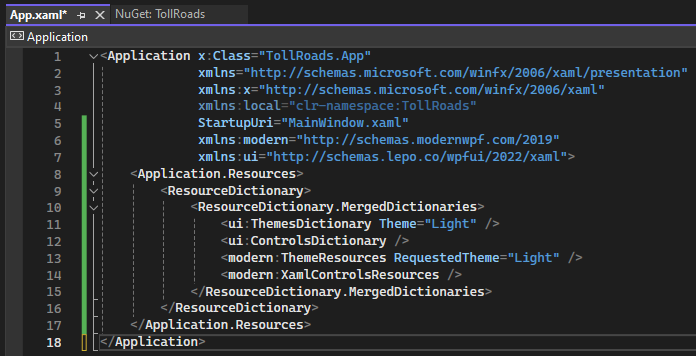 App.xaml*
NuGet: TollRoads
Application
1 <Application x:Class="TollRoads.App"
2 xmlns="http://schemas.microsoft.com/winfx/2006/xaml/presentation"
3 xmlns:x="http://schemas.microsoft.com/winfx/2006/xaml"
4 xmlns:local="clr-namespace:TollRoads"
5 StartupUri="MainWindow.xaml"
6 xmlns:modern="http://schemas.modernwpf.com/2019"
7 xmlns:ui="http://schemas.lepo.co/wpfui/2022/xaml">
8 <Application.Resources>
9 <ResourceDictionary>
10 <ResourceDictionary.MergedDictionaries>
11 <ui:ThemesDictionary Theme="Light" />
12 <ui:ControlsDictionary />
13 <modern:ThemeResources RequestedTheme="Light" />
14 <modern:XamlControlsResources />
15 </ResourceDictionary.MergedDictionaries>
16 </ResourceDictionary>
17 </Application.Resources>
18 </Application>